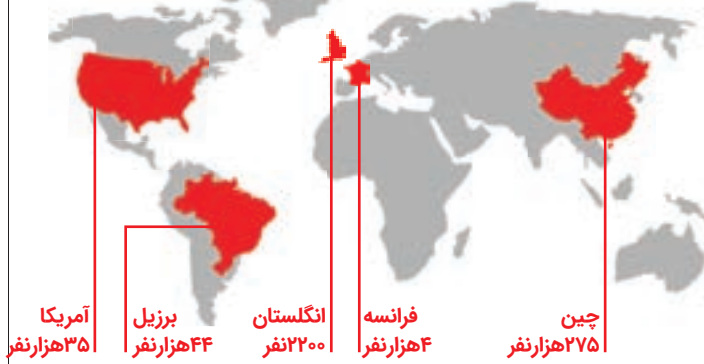 چین
۲۷۵هزارنفر
فرانسه
۴هزارنفر
انگلستان
۲۲۰۰نفر
برزیل
۴۴هزارنفر
آمریکا
۳۵هزارنفر